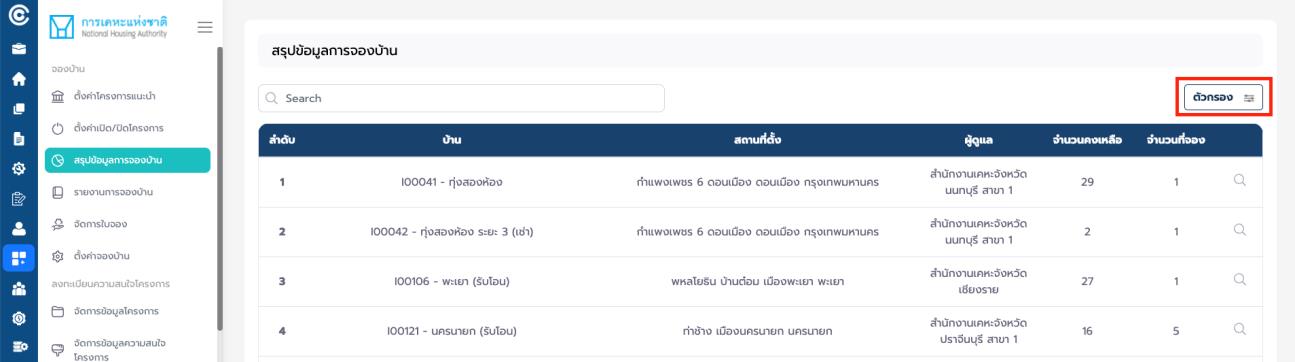 การเคหะแห่งชาติ
National Housing Authority
จองบ้าน
ตั้งค่าโครงการแนะนำ
ตั้งค่าเปิด/ปิดโครงการ
สรุปข้อมูลการจองบ้าน
รายงานการจองบ้าน
จัดการใบจอง
ตั้งค่าจองบ้าน
ลงทะเบียนความสนใจโครงการ
จัดการข้อมูลโครงการ
จัดการข้อมูลความสนใจ
โครงการ
สรุปข้อมูลการจองบ้าน
Search
ตัวกรอง
ลำดับ บ้าน สถานที่ตั้ง ผู้ดูแล จำนวนคงเหลือ จำนวนที่จอง
1 I00041 - ทุ่งสองห้อง กำแพงเพชร 6 ดอนเมือง ดอนเมือง กรุงเทพมหานคร สำนักงานเคหะจังหวัด 29 1
นนทบุรี สาขา 1
2 I00042 - ทุ่งสองห้อง ระยะ 3 (เช่า) กำแพงเพชร 6 ดอนเมือง ดอนเมือง กรุงเทพมหานคร สำนักงานเคหะจังหวัด 2 1
นนทบุรี สาขา 1
3 I00106 - พะเยา (รับโอน) พหลโยธิน บ้านต๋อม เมืองพะเยา พะเยา สำนักงานเคหะจังหวัด 27 1
เชียงราย
4 I00121 - นครนายก (รับโอน) ท่าช้าง เมืองนครนายก นครนายก สำนักงานเคหะจังหวัด 16 5
ปราจีนบุรี สาขา 1